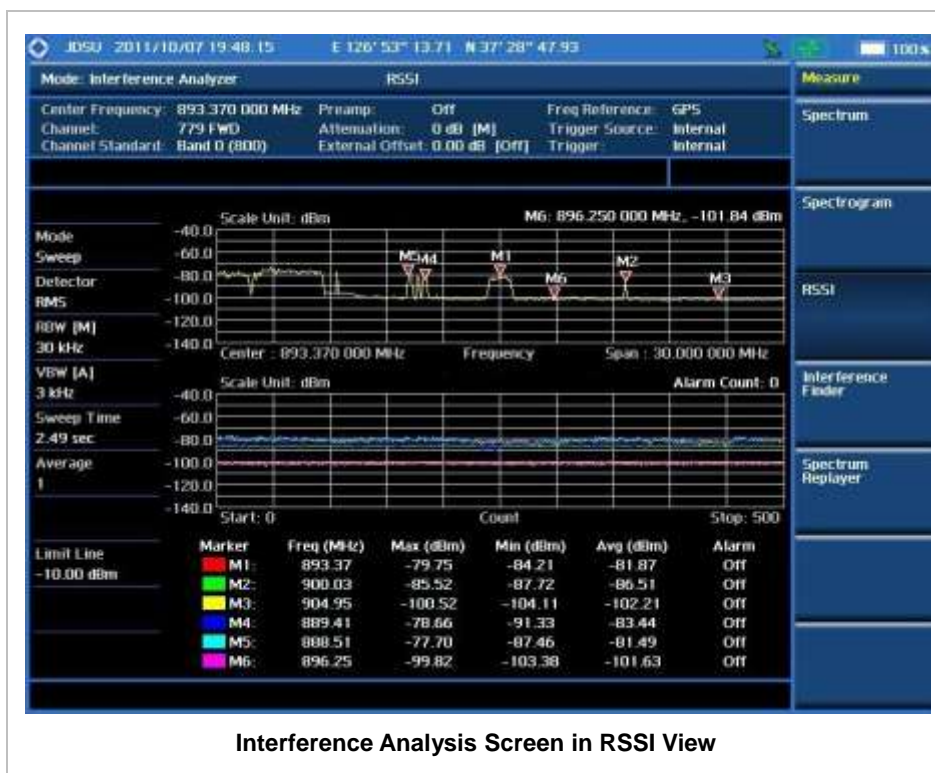 JDSU 2011/10/07 19:48:15 E 126° 53" 13.71 N 37° 28" 47.93 100%
Mode: Interference Analyzer RSSI Measure
Center Frequency: 893.370 000 MHz Preamp: Off Freq Reference: GPS
Channel: 779 FWD Attenuation: 0 dB [M] Trigger Source: Internal
Channel Standard: Band 0 (800) External Offset: 0.00 dB [Off] Trigger: Internal
Spectrum
Spectrogram
RSSI
Interference
Finder
Spectrum
Replayer
Mode
Sweep
Detector
RMS
RBW [M]
30 kHz
VBW [A]
3 kHz
Sweep Time
2.49 sec
Average
1
Limit Line
-10.00 dBm
Scale Unit: dBm M6: 896.250 000 MHz, -101.84 dBm
-40.0
-60.0
-80.0
-100.0
-120.0
-140.0
M5 M4 M1 M6 M2 M3
Center : 893.370 000 MHz Frequency Span : 30.000 000 MHz
Scale Unit: dBm Alarm Count: 0
-40.0
-60.0
-80.0
-100.0
-120.0
-140.0
Start: 0 Count Stop: 500
Marker Freq (MHz) Max (dBm) Min (dBm) Avg (dBm) Alarm
M1: 893.37 -79.75 -84.21 -81.87 Off
M2: 900.03 -85.52 -87.72 -86.51 Off
M3: 904.95 -100.52 -104.11 -102.21 Off
M4: 889.41 -78.66 -91.33 -83.44 Off
M5: 888.51 -77.70 -87.46 -81.49 Off
M6: 896.25 -99.82 -103.38 -101.63 Off
Interference Analysis Screen in RSSI View